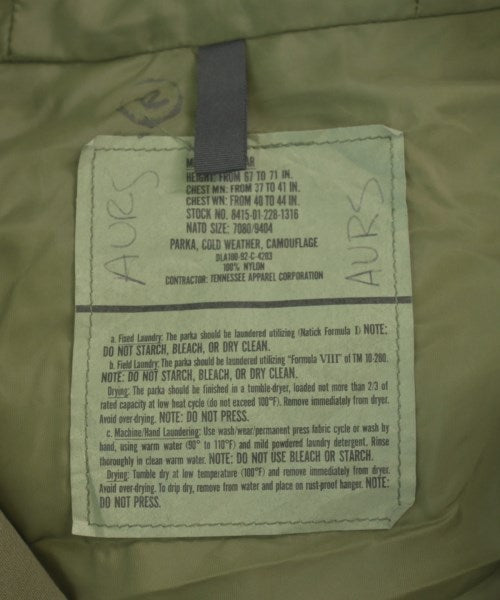 R
AURS
HEIGHT: FROM 67 TO 71 IN.
CHEST MN: FROM 37 TO 41 IN.
CHEST WN: FROM 40 TO 44 IN.
STOCK NO. 8415-01-228-1316
NATO SIZE: 7080/9404
PARKA, COLD WEATHER, CAMOUFLAGE
DLA100-92-C-4203
100% NYLON
CONTRACTOR: TENNESSEE APPAREL CORPORATION
AURS
a. Fixed Laundry: The parka should be laundered utilizing (Natick Formula I) NOTE:
DO NOT STARCH, BLEACH, OR DRY CLEAN.
b. Field Laundry: The parka should be laundered utilizing "Formula VIII" of TM 10-280.
NOTE: DO NOT STARCH, BLEACH, OR DRY CLEAN.
Drying: The parka should be finished in a tumble-dryer, loaded not more than 2/3 of
rated capacity at low heat cycle (do not exceed 100°F). Remove immediately from dryer.
Avoid over-drying. NOTE: DO NOT PRESS.
c. Machine/Hand Laundering: Use wash/wear/permanent press fabric cycle or wash by
hand, using warm water (90° to 110°F) and mild powdered laundry detergent. Rinse
thoroughly in clean warm water. NOTE: DO NOT USE BLEACH OR STARCH.
Drying: Tumble dry at low temperature (100°F) and remove immediately from dryer.
Avoid over-drying. To drip dry, remove from water and place on rust-proof hanger. NOTE:
DO NOT PRESS.